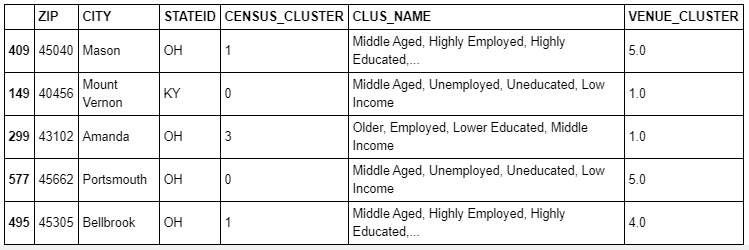 ZIP CITY STATEID CENSUS_CLUSTER CLUS_NAME VENUE_CLUSTER
409 45040 Mason OH 1 Middle Aged, Highly Employed, Highly
Educated,... 5.0
149 40456 Mount
Vernon KY 0 Middle Aged, Unemployed, Uneducated, Low
Income 1.0
299 43102 Amanda OH 3 Older, Employed, Lower Educated, Middle
Income 1.0
577 45662 Portsmouth OH 0 Middle Aged, Unemployed, Uneducated, Low
Income 5.0
495 45305 Bellbrook OH 1 Middle Aged, Highly Employed, Highly
Educated,... 4.0